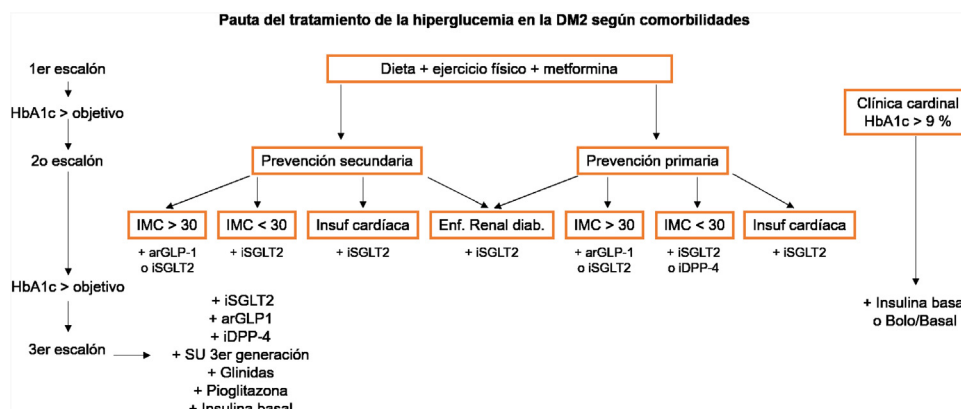 Pauta del tratamiento de la hiperglucemia en la DM2 según comorbilidades
1er escalón
Dieta + ejercicio físico + metformina
HbA1c > objetivo
Clínica cardinal
HbA1c > 9 %
2o escalón
Prevención secundaria
Prevención primaria
IMC > 30
IMC < 30
Insuf cardíaca
Enf. Renal diab.
IMC > 30
IMC < 30
Insuf cardíaca
+ arGLP-1
o iSGLT2
+ iSGLT2
+ iSGLT2
+ iSGLT2
+ arGLP-1
o iSGLT2
+ iSGLT2
o iDPP-4
+ iSGLT2
HbA1c > objetivo
+ Insulina basa
o Bolo/Basal
3er escalón
+ iSGLT2
+ arGLP1
+ iDPP-4
+ SU 3er generación
+ Glinidas
+ Pioglitazona
+ Insulina basal